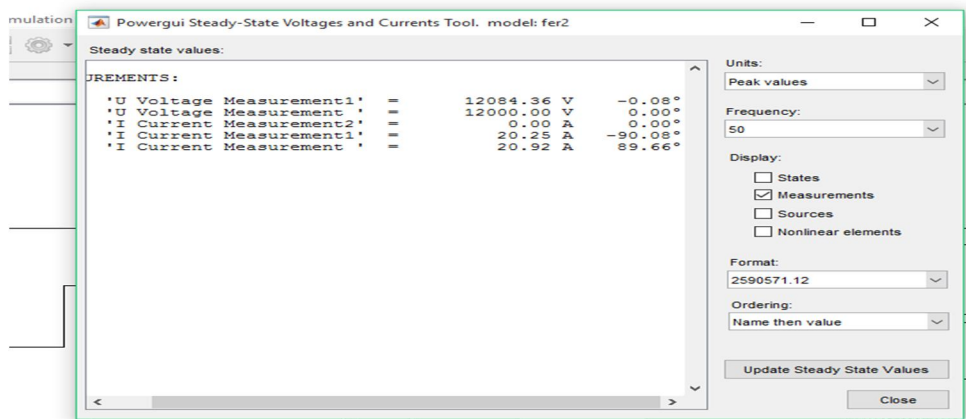 mulation
Powergui Steady-State Voltages and Currents Tool. model: fer2
Steady state values:
UREMENTS:
'U Voltage Measurement1' = 12084.36 V -0.08°
'U Voltage Measurement ' = 12000.00 V 0.00°
'I Current Measurement2' = 0.00 A 0.00°
'I Current Measurement1' = 20.25 A -90.08°
'I Current Measurement ' = 20.92 A 89.66°
Units:
Peak values
Frequency:
50
Display:
States
Measurements
Sources
Nonlinear elements
Format:
2590571.12
Ordering:
Name then value
Update Steady State Values
Close